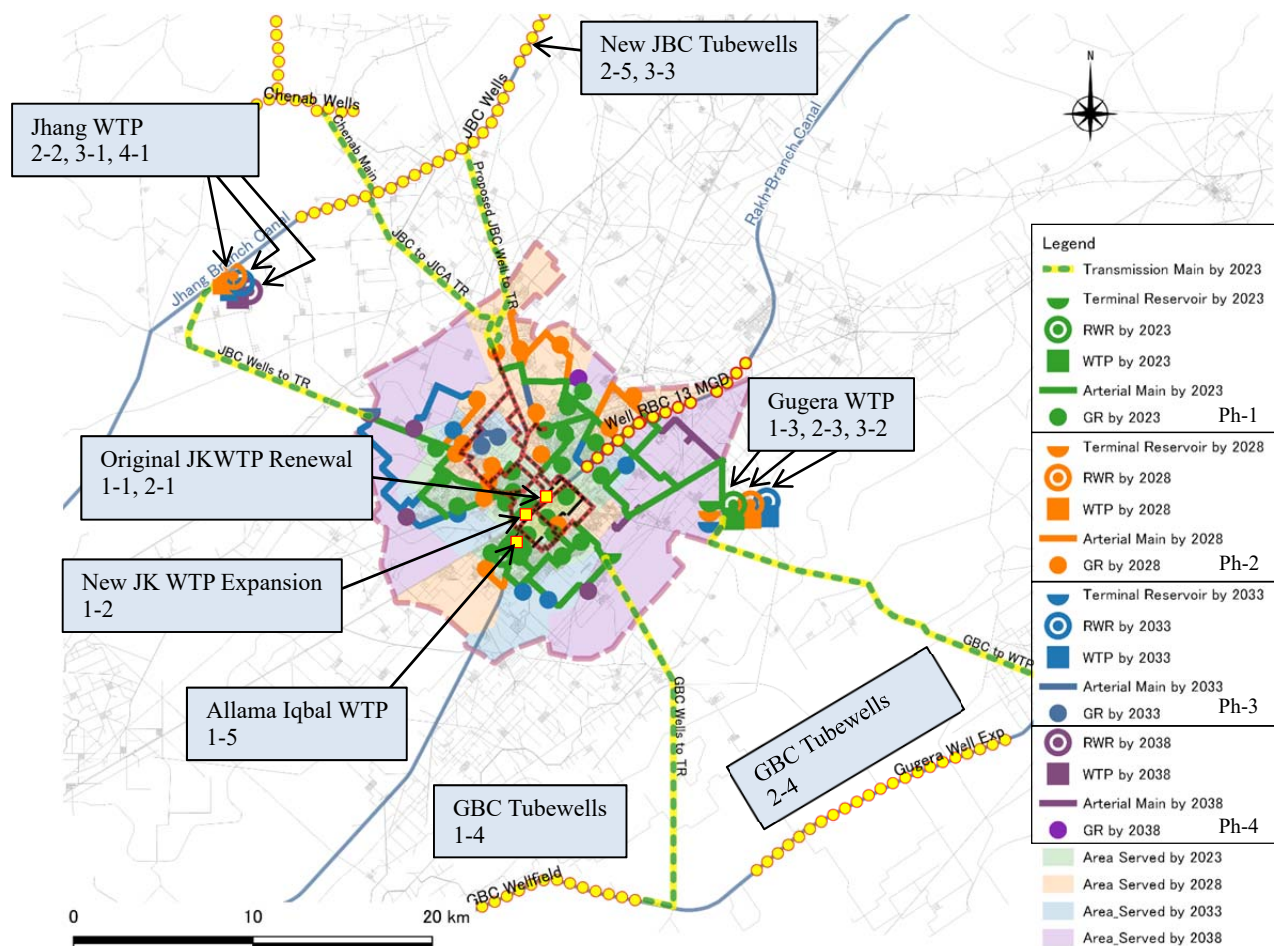 New JBC Tubewells
2-5, 3-3
N
Chenab Wells
JBC Wells
Jhang WTP
2-2, 3-1, 4-1
Chenab Main
Proposed JBC Well to TR
Rakh Branch Canal
Jhang Branch Canal
JBC to JICA TR
JBC Wells to TR
Well RBC 13 MGD
Gugera WTP
1-3, 2-3, 3-2
Original JKWTP Renewal
1-1, 2-1
New JK WTP Expansion
1-2
Allama Iqbal WTP
1-5
GBC to WTP
GBC Wells to TR
GBC Tubewells
2-4
Gugera Well Exp
GBC Tubewells
1-4
GBC Wellfield
0 10 20 km
Legend
Transmission Main by 2023
Terminal Reservoir by 2023
RWR by 2023
WTP by 2023
Arterial Main by 2023
GR by 2023 Ph-1
Terminal Reservoir by 2028
RWR by 2028
WTP by 2028
Arterial Main by 2028
GR by 2028 Ph-2
Terminal Reservoir by 2033
RWR by 2033
WTP by 2033
Arterial Main by 2033
GR by 2033 Ph-3
RWR by 2038
WTP by 2038
Arterial Main by 2038
GR by 2038 Ph-4
Area Served by 2023
Area Served by 2028
Area_Served by 2033
Area_Served by 2038